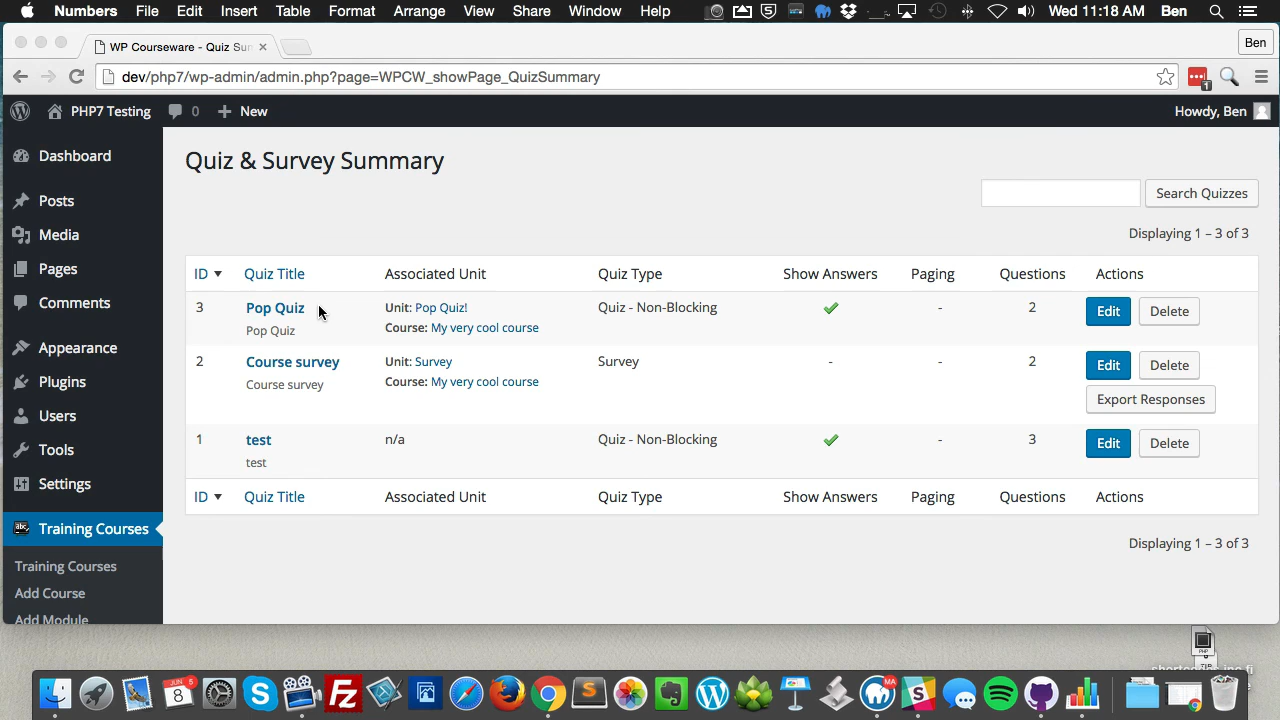 Numbers File Edit Insert Table Format Arrange View Share Window Help Wed 11:18 AM Ben
WP Courseware - Quiz Sur
Ben
dev/php7/wp-admin/admin.php?page=WPCW_showPage_QuizSummary
1
PHP7 Testing 0 New Howdy, Ben
Dashboard
Posts
Media
Pages
Comments
Appearance
Plugins
Users
Tools
Settings
Training Courses
Training Courses
Add Course
Add Module
Quiz & Survey Summary
Search Quizzes
Displaying 1 – 3 of 3
ID Quiz Title Associated Unit Quiz Type Show Answers Paging Questions Actions
3 Pop Quiz Unit: Pop Quiz! Quiz - Non-Blocking - 2 Edit Delete
Pop Quiz Course: My very cool course
2 Course survey Unit: Survey Survey - - 2 Edit Delete
Course survey Course: My very cool course
Export Responses
1 test n/a Quiz - Non-Blocking - 3 Edit Delete
test
ID Quiz Title Associated Unit Quiz Type Show Answers Paging Questions Actions
Displaying 1 – 3 of 3
PHP
JUN 5
8
MA